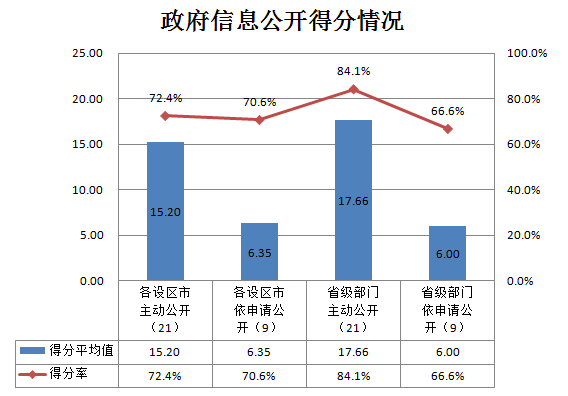 政府信息公开得分情况
25.00
20.00
15.00
10.00
5.00
0.00
100.0%
80.0%
60.0%
40.0%
20.0%
0.0%
72.4%
70.6%
84.1%
66.6%
15.20
6.35
17.66
6.00
各设区市
主动公开
（21）
各设区市
依申请公
开（9）
省级部门
主动公开
（21）
省级部门
依申请公
开（9）
得分平均值 15.20 6.35 17.66 6.00
得分率 72.4% 70.6% 84.1% 66.6%